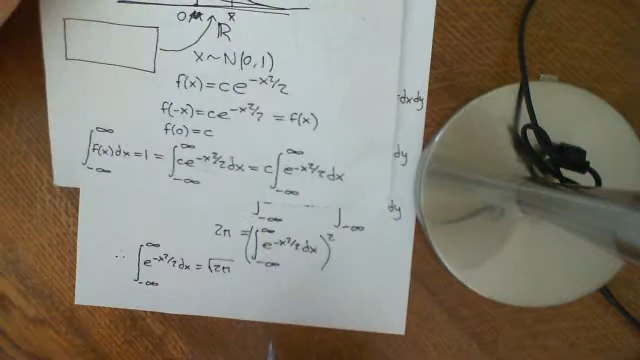 0 x
ℝ
X~N(0,1)
f(x)=ce^{-x²/2}
f(-x)=ce^{-x²/2}=f(x)
f(0)=c
∫_{-∞}^{∞} f(x)dx=1=∫_{-∞}^{∞} ce^{-x²/2}dx=c∫_{-∞}^{∞} e^{-x²/2}dx
dxdy
dy
dy
∫_{-∞} ∫_{-∞}
2π=(∫_{-∞}^{∞} e^{-x²/2}dx)²
∴ ∫_{-∞}^{∞} e^{-x²/2}dx=√2π